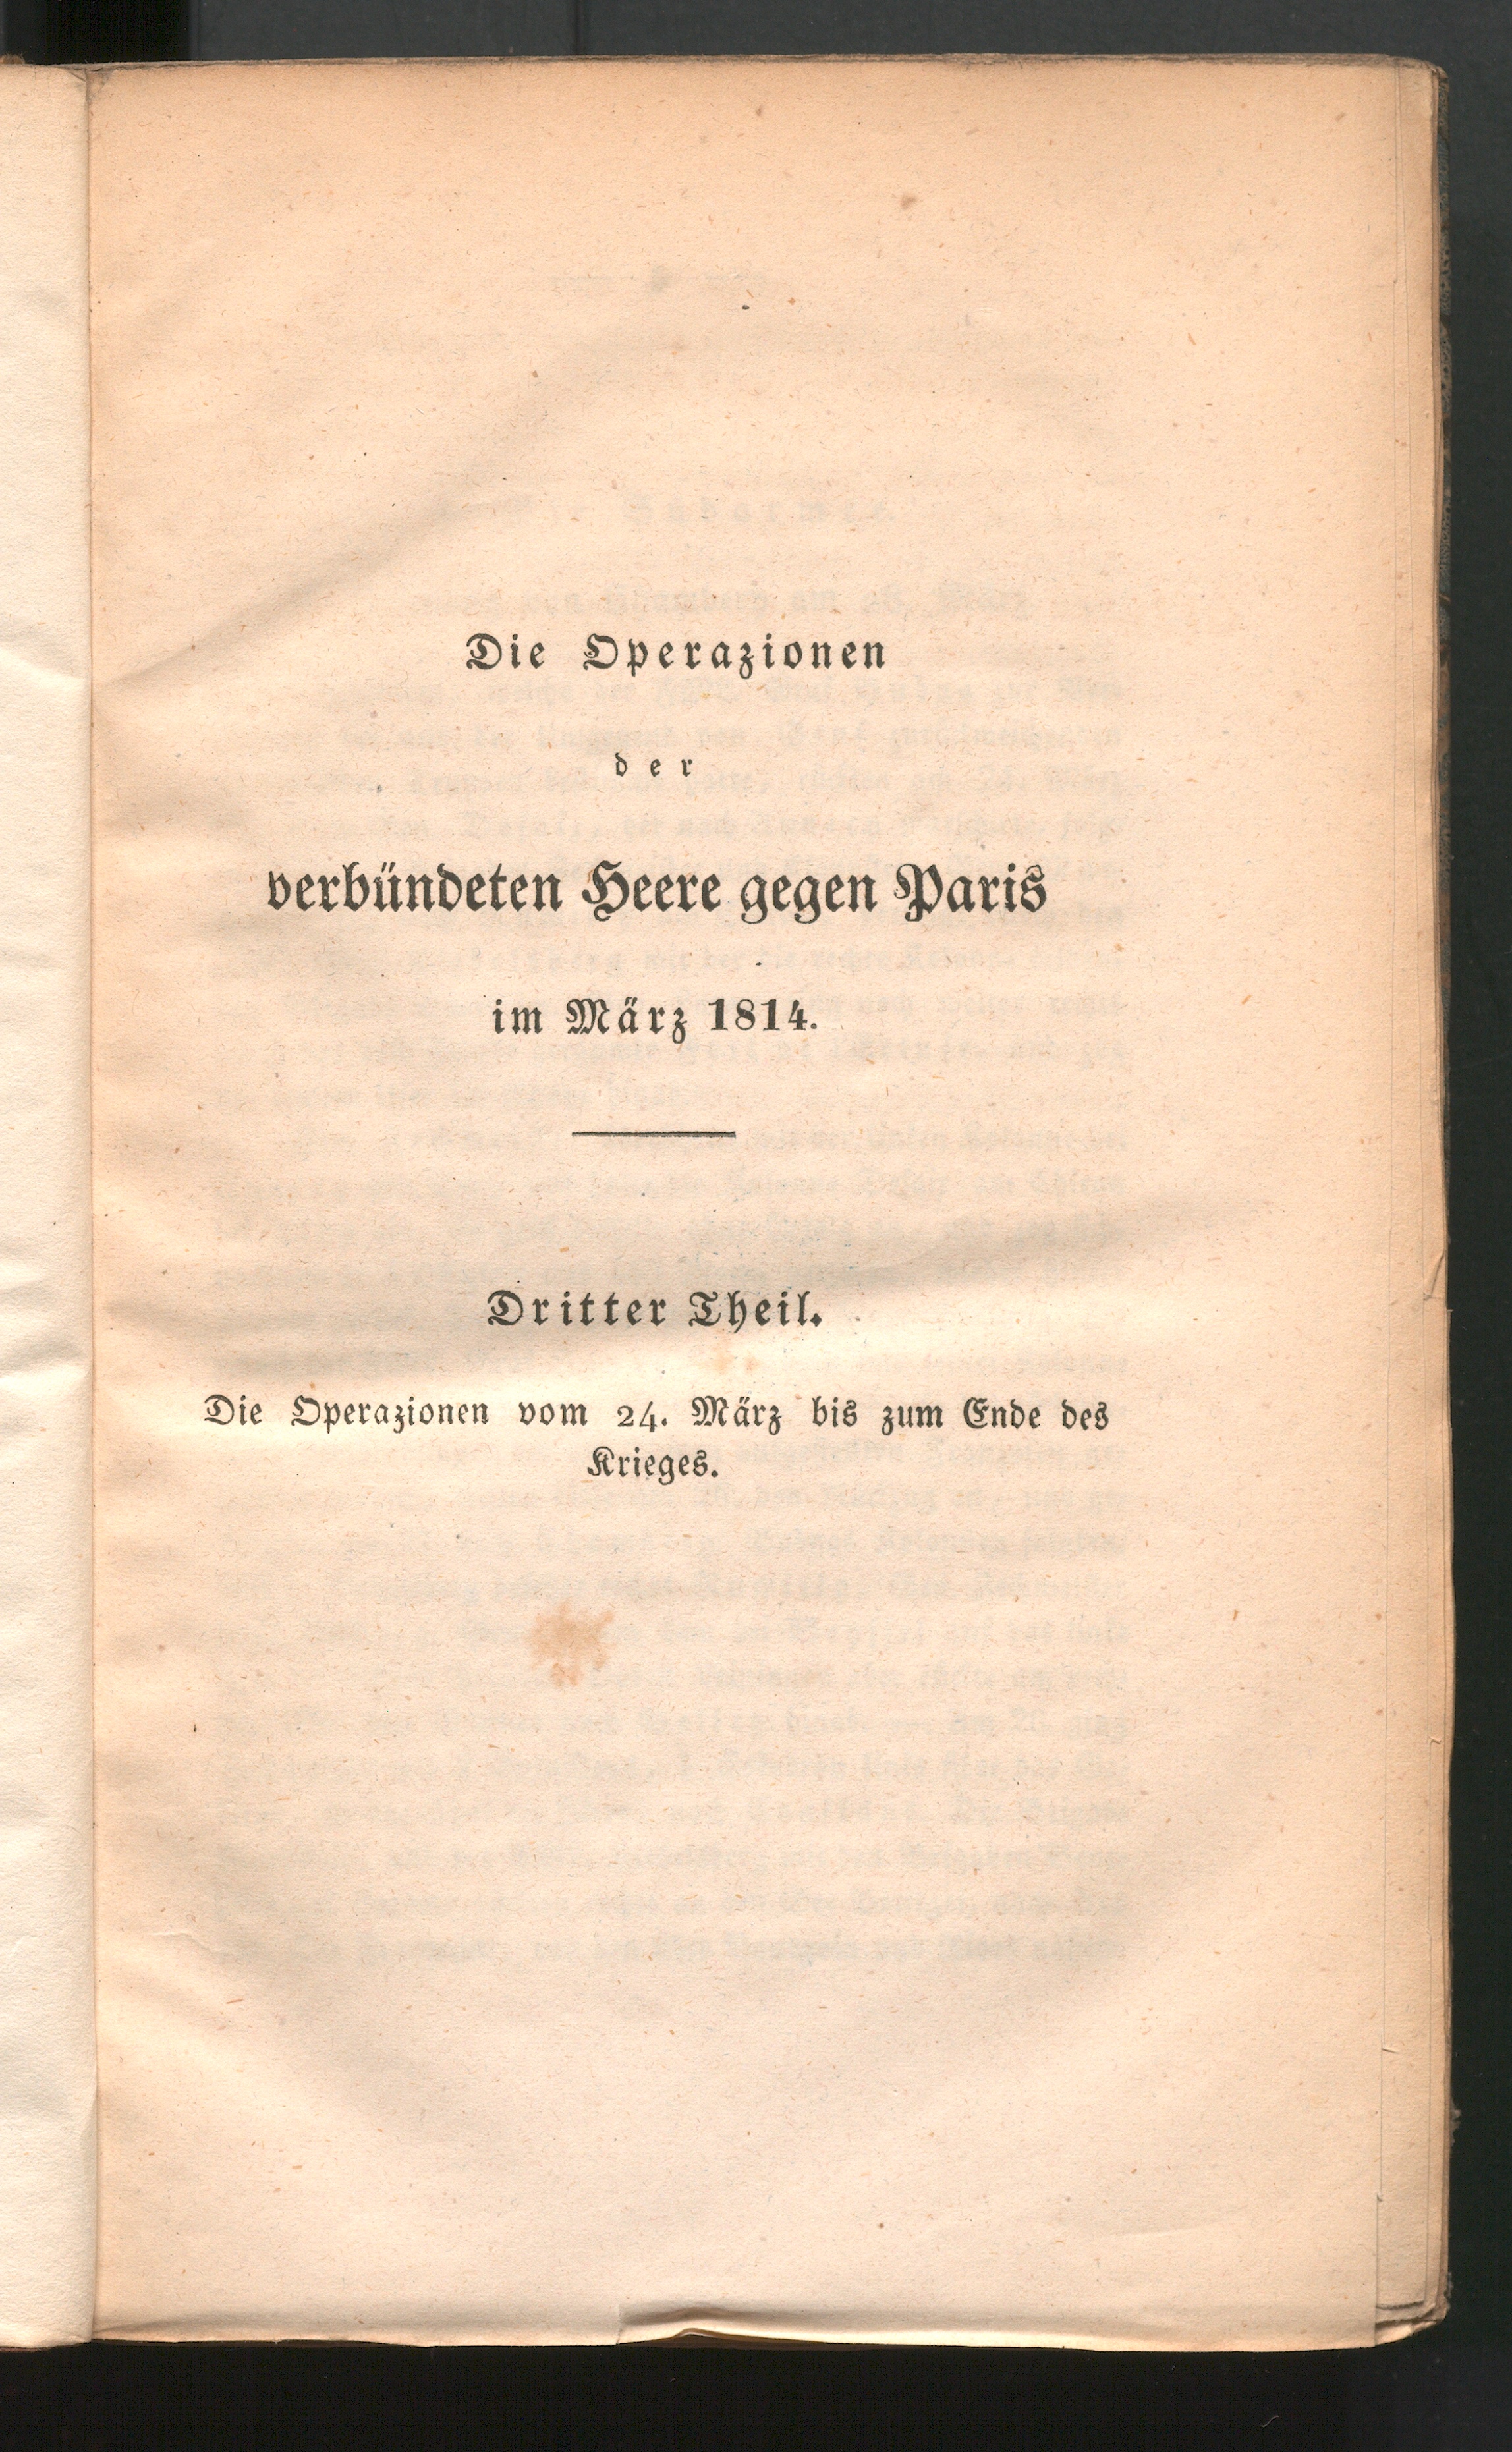 Die Operazionen
der
verbündeten Heere gegen Paris
im März 1814.
Dritter Theil.
Die Operazionen vom 24. März bis zum Ende des
Krieges.